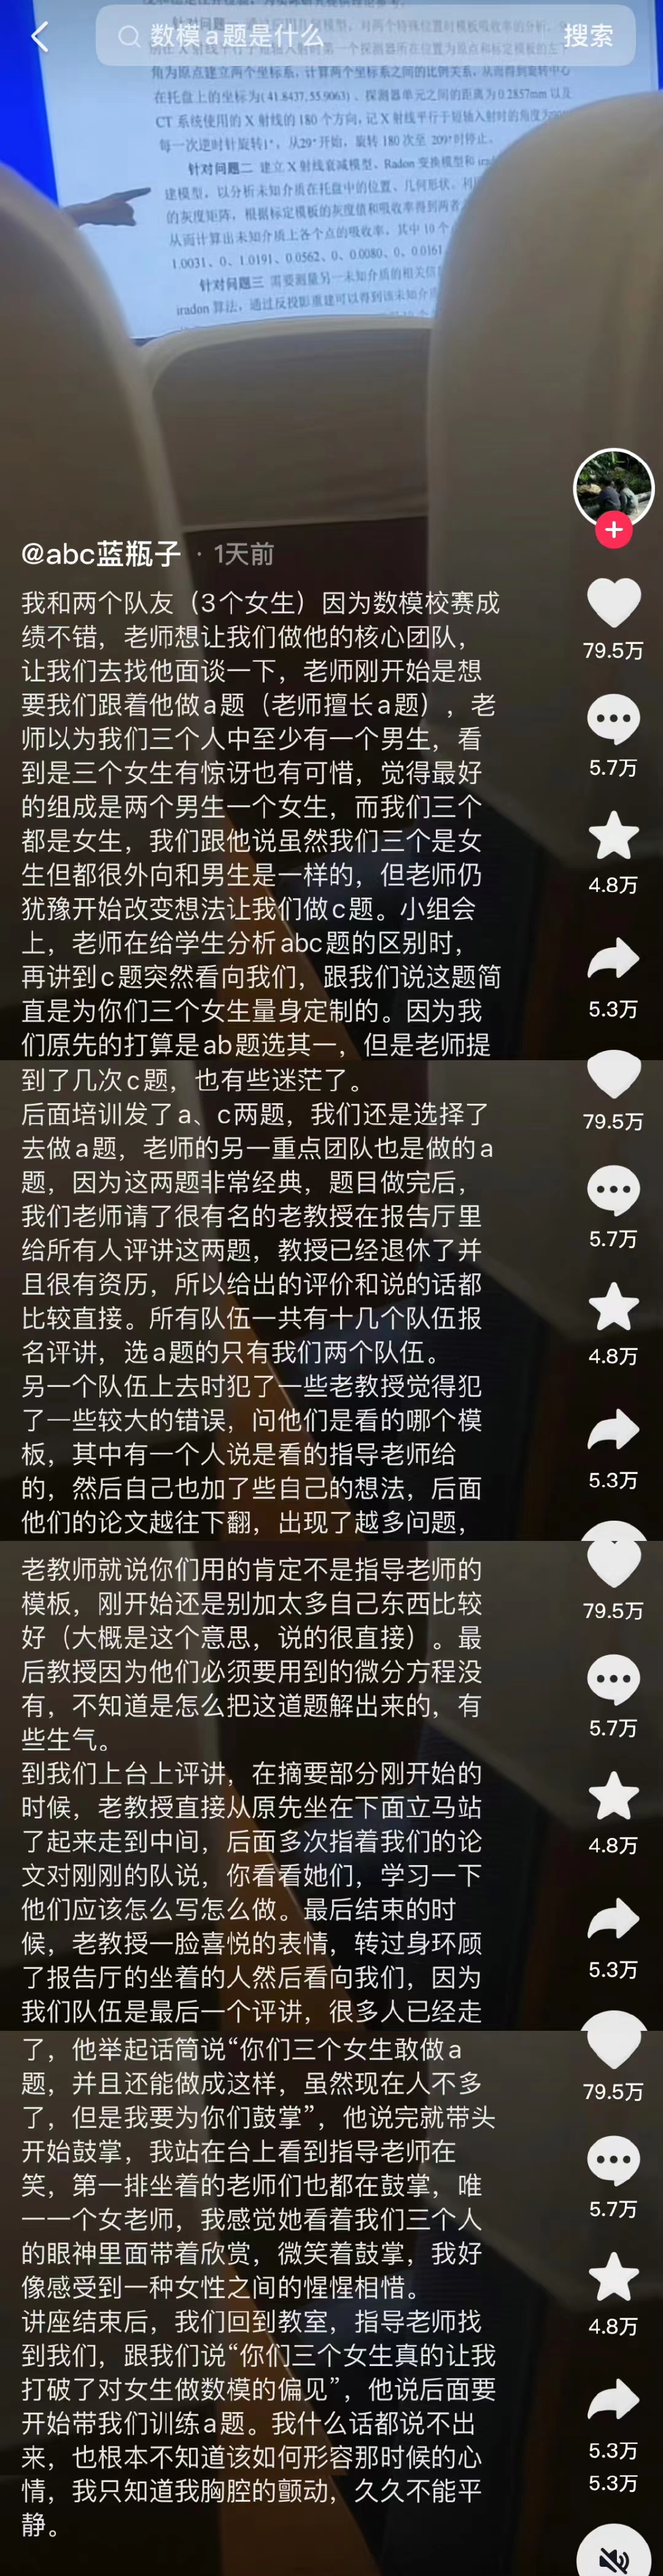 数模a题是什么
搜索
角为原点建立两个坐标系，计算两个坐标系之间的比例关系，从而得到旋转中心
在托盘上的坐标为(41.8437,55.9063)、探测器单元之间的距离为0.2857mm 以及
CT 系统使用的 X 射线的 180 个方向，记 X 射线平行于短轴入射时的角度为
每一次逆时针旋转1°，从29°开始，旋转 180 次至 209°时停止。
针对问题二 建立 X 射线衰减模型、Radon 变换模型和
建模型，以分析未知介质在托盘中的位置、几何形状，利
的灰度矩阵，根据标定模板的灰度值和吸收率得到两者
从而计算出未知介质上各个点的吸收率，其中 10 个
1.0031、0、1.0191、0.0562、0、0.0080、0、0.0161
针对问题三 需要测量另一未知介质的相关信
iradon 算法，通过反投影重建可以得到该未知介质
@abc蓝瓶子 · 1天前
我和两个队友（3个女生）因为数模校赛成
绩不错，老师想让我们做他的核心团队，
让我们去找他面谈一下，老师刚开始是想
要我们跟着他做a题（老师擅长a题），老
师以为我们三个人中至少有一个男生，看
到是三个女生有惊讶也有可惜，觉得最好
的组成是两个男生一个女生，而我们三个
都是女生，我们跟他说虽然我们三个是女
生但都很外向和男生是一样的，但老师仍
犹豫开始改变想法让我们做c题。小组会
上，老师在给学生分析abc题的区别时，
再讲到c题突然看向我们，跟我们说这题简
直是为你们三个女生量身定制的。因为我
们原先的打算是ab题选其一，但是老师提
79.5万
5.7万
4.8万
5.3万
到了几次c题，也有些迷茫了。
后面培训发了a、c两题，我们还是选择了
去做a题，老师的另一重点团队也是做的a
题，因为这两题非常经典，题目做完后，
我们老师请了很有名的老教授在报告厅里
给所有人评讲这两题，教授已经退休了并
且很有资历，所以给出的评价和说的话都
比较直接。所有队伍一共有十几个队伍报
名评讲，选a题的只有我们两个队伍。
另一个队伍上去时犯了一些老教授觉得犯
了一些较大的错误，问他们是看的哪个模
板，其中有一个人说是看的指导老师给
的，然后自己也加了些自己的想法，后面
他们的论文越往下翻，出现了越多问题，
79.5万
5.7万
4.8万
5.3万
老教师就说你们用的肯定不是指导老师的
模板，刚开始还是别加太多自己东西比较
好（大概是这个意思，说的很直接）。最
后教授因为他们必须要用到的微分方程没
有，不知道是怎么把这道题解出来的，有
些生气。
到我们上台上评讲，在摘要部分刚开始的
时候，老教授直接从原先坐在下面立马站
了起来走到中间，后面多次指着我们的论
文对刚刚的队说，你看看她们，学习一下
他们应该怎么写怎么做。最后结束的时
候，老教授一脸喜悦的表情，转过身环顾
了报告厅的坐着的人然后看向我们，因为
我们队伍是最后一个评讲，很多人已经走
79.5万
5.7万
4.8万
5.3万
了，他举起话筒说“你们三个女生敢做a
题，并且还能做成这样，虽然现在人不多
了，但是我要为你们鼓掌”，他说完就带头
开始鼓掌，我站在台上看到指导老师在
笑，第一排坐着的老师们也都在鼓掌，唯
一一个女老师，我感觉她看着我们三个人
的眼神里面带着欣赏，微笑着鼓掌，我好
像感受到一种女性之间的惺惺相惜。
讲座结束后，我们回到教室，指导老师找
到我们，跟我们说“你们三个女生真的让我
打破了对女生做数模的偏见”，他说后面要
开始带我们训练a题。我什么话都说不出
来，也根本不知道该如何形容那时候的心
情，我只知道我胸腔的颤动，久久不能平
静。
79.5万
5.7万
4.8万
5.3万
5.3万